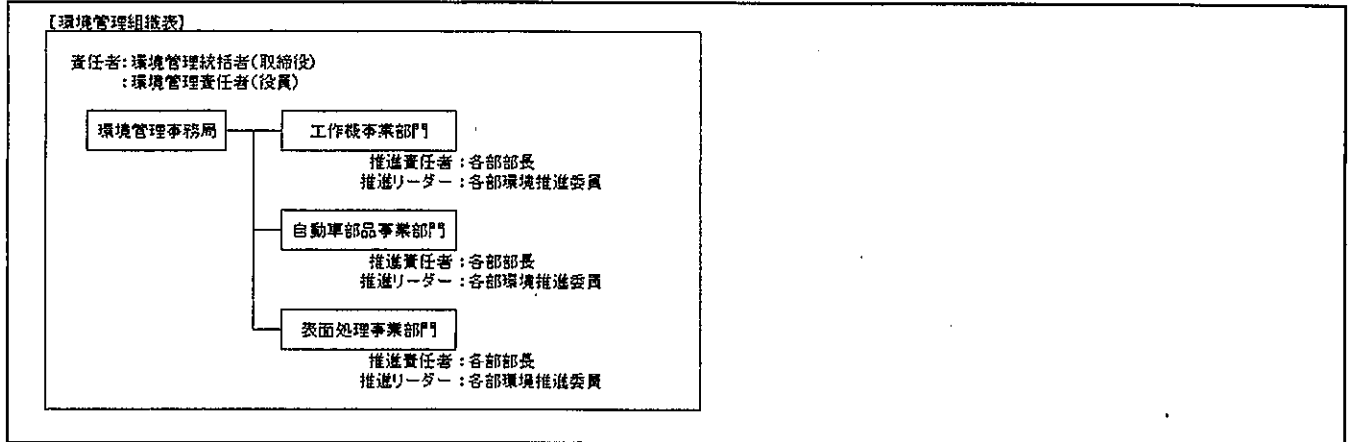 【環境管理組織表】
責任者:環境管理統括者(取締役)
:環境管理責任者(役員)
環境管理事務局
工作機事業部門
推進責任者:各部部長
推進リーダー:各部環境推進委員
自動車部品事業部門
推進責任者:各部部長
推進リーダー:各部環境推進委員
表面処理事業部門
推進責任者:各部部長
推進リーダー:各部環境推進委員